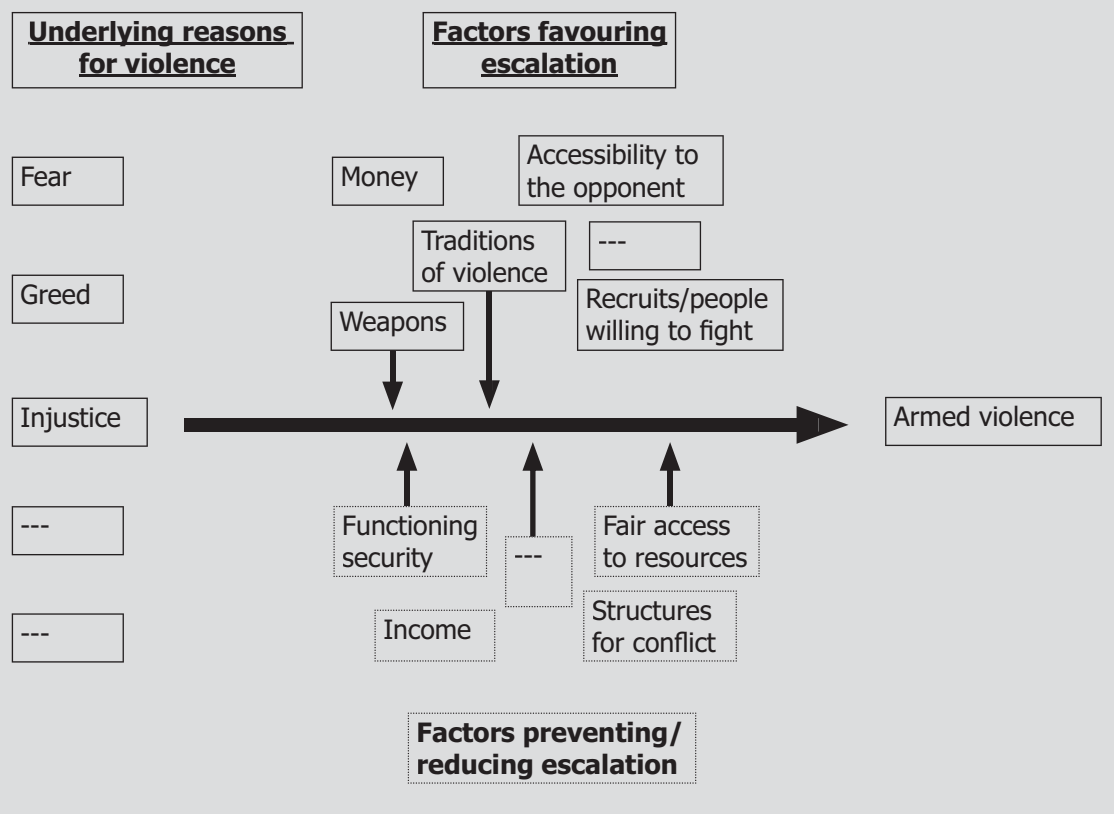 Underlying reasons
for violence
Factors favouring
escalation
Fear
Money
Accessibility to
the opponent
Traditions
of violence
---
Greed
Weapons
Recruits/people
willing to fight
Injustice
Armed violence
---
Functioning
security
---
Fair access
to resources
---
Income
Structures
for conflict
Factors preventing/
reducing escalation